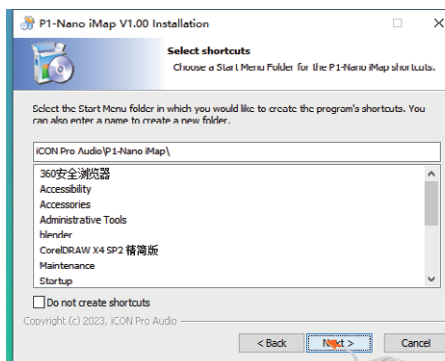 P1-Nano iMap V1.00 Installation
Select shortcuts
Choose a Start Menu Folder for the P1-Nano iMap shortcuts.
Select the Start Menu folder in which you would like to create the program's shortcuts. You
can also enter a name to create a new folder.
iCON Pro Audio\P1-Nano iMap\
360安全浏览器
Accessibility
Accessories
Administrative Tools
blender
CorelDRAW X4 SP2 精简版
Maintenance
Startup
Do not create shortcuts
Copyright (c) 2023, iCON Pro Audio
< Back
Next >
Cancel